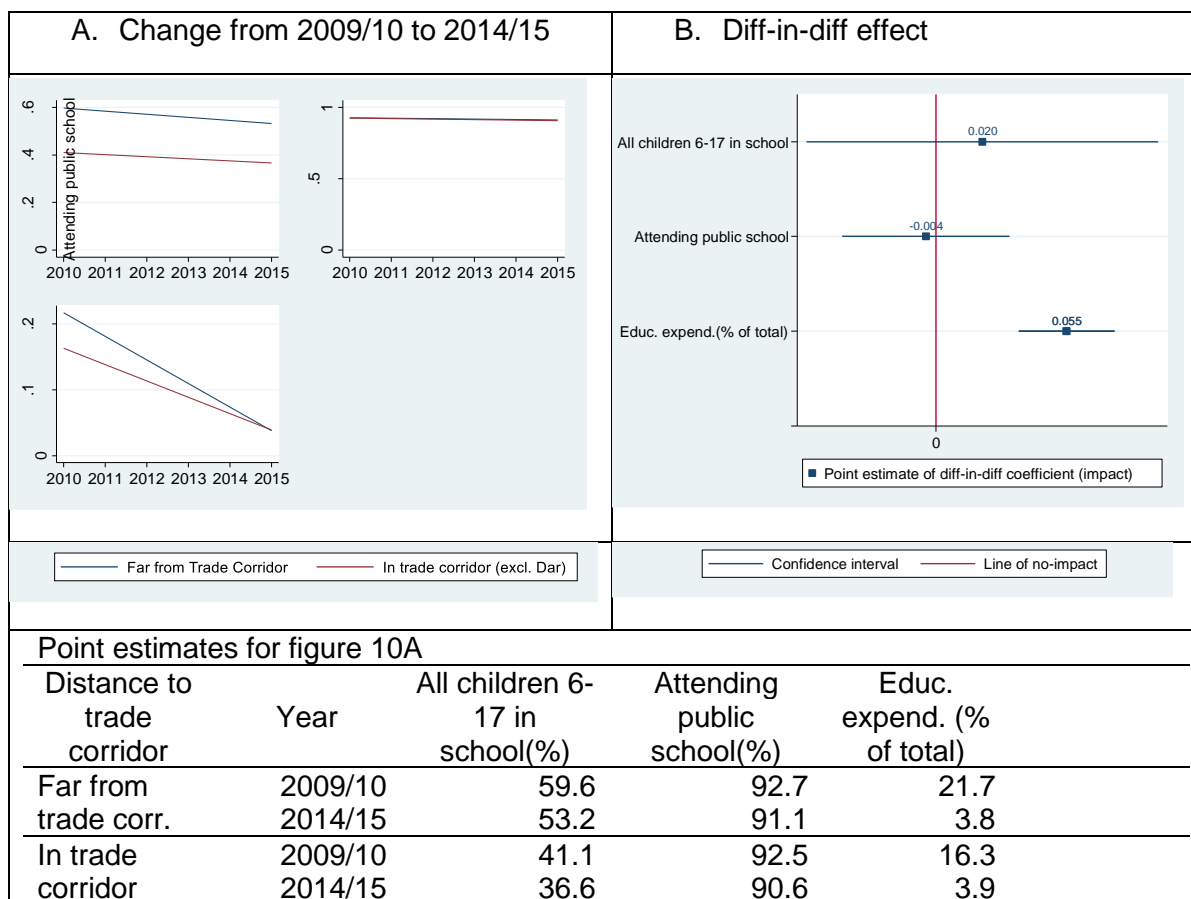 A. Change from 2009/10 to 2014/15
B. Diff-in-diff effect
Attending public school
0 .2 .4 .6
2010 2011 2012 2013 2014 2015
0 .5 1
2010 2011 2012 2013 2014 2015
0 .1 .2
2010 2011 2012 2013 2014 2015
Far from Trade Corridor In trade corridor (excl. Dar)
All children 6-17 in school
0.020
Attending public school
-0.004
Educ. expend.(% of total)
0.055
0
Point estimate of diff-in-diff coefficient (impact)
Confidence interval Line of no-impact
Point estimates for figure 10A
Distance to
trade
corridor
Year
All children 6-
17 in
school(%)
Attending
public
school(%)
Educ.
expend. (%
of total)
Far from 2009/10 59.6 92.7 21.7
trade corr. 2014/15 53.2 91.1 3.8
In trade 2009/10 41.1 92.5 16.3
corridor 2014/15 36.6 90.6 3.9